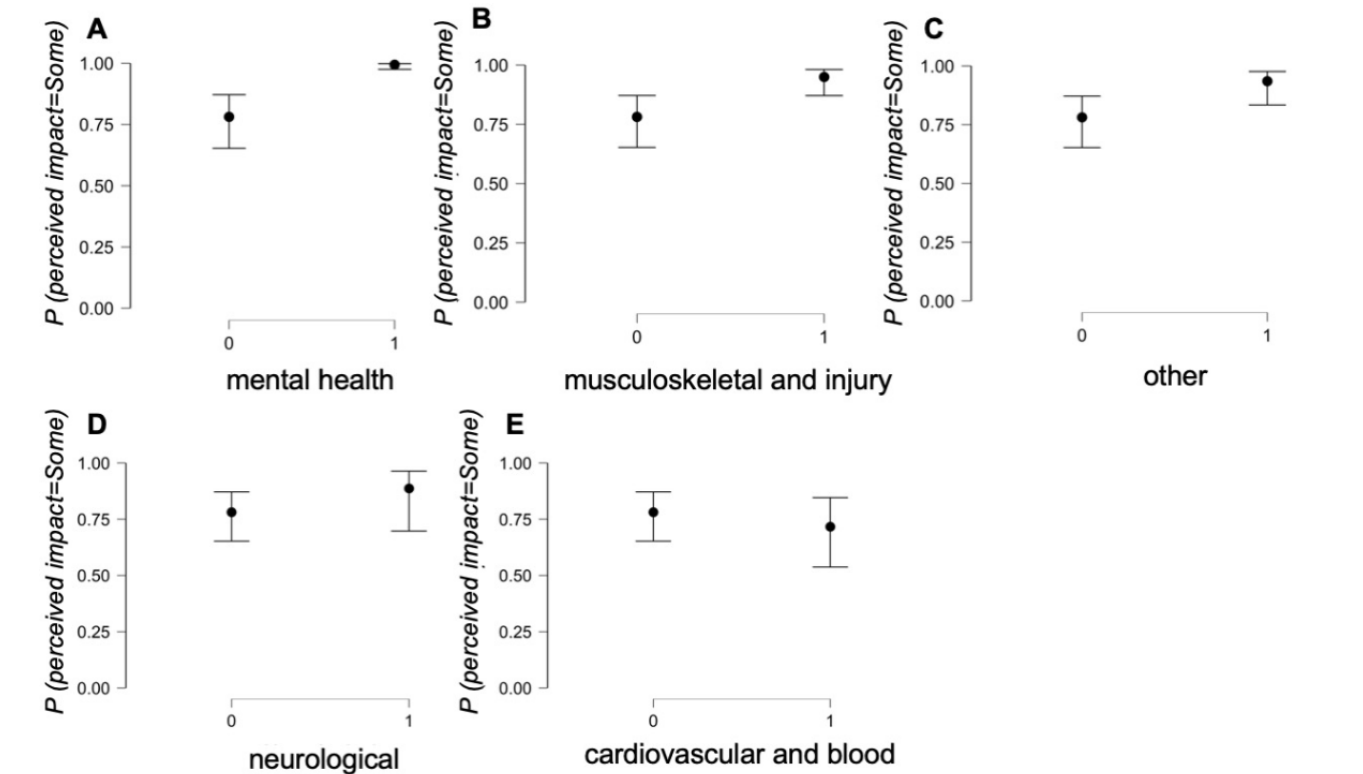 A
P (perceived impact=Some)
1.00
0.75
0.50
0.25
0.00
0
1
mental health
B
P (perceived impact=Some)
1.00
0.75
0.50
0.25
0.00
0
1
musculoskeletal and injury
C
P (perceived impact=Some)
1.00
0.75
0.50
0.25
0.00
0
1
other
D
P (perceived impact=Some)
1.00
0.75
0.50
0.25
0.00
0
1
neurological
E
P (perceived impact=Some)
1.00
0.75
0.50
0.25
0.00
0
1
cardiovascular and blood